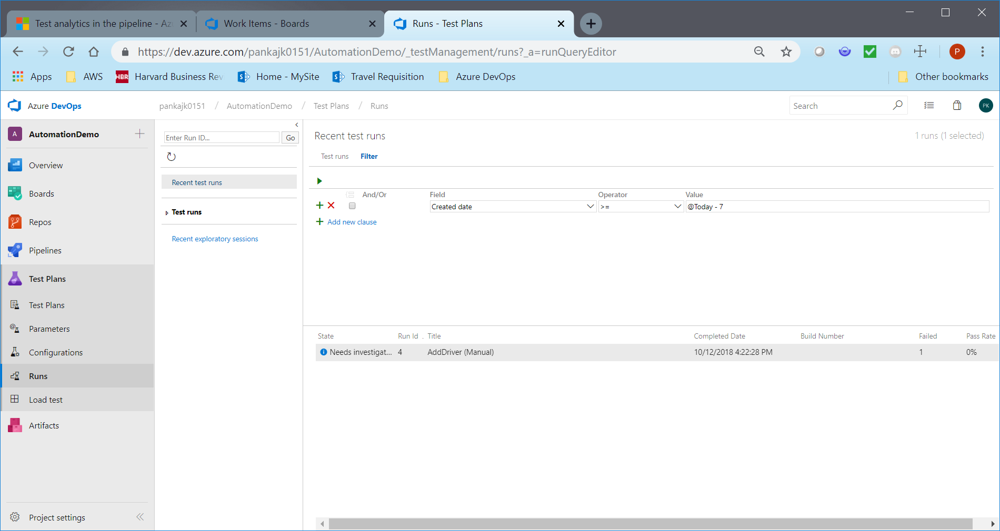 Test analytics in the pipeline - Az
Work Items - Boards
Runs - Test Plans
https://dev.azure.com/pankajk0151/AutomationDemo/_testManagement/runs?_a=runQueryEditor
P
Apps
AWS
HBR
Harvard Business Rev
Home - MySite
Travel Requisition
Azure DevOps
Other bookmarks
Azure DevOps
pankajk0151 / AutomationDemo / Test Plans / Runs
Search
PK
A
AutomationDemo
Overview
Boards
Repos
Pipelines
Test Plans
Test Plans
Parameters
Configurations
Runs
Load test
Artifacts
Project settings
Enter Run ID...
Go
Recent test runs
Test runs
Recent exploratory sessions
Recent test runs
1 runs (1 selected)
Test runs Filter
And/Or Field Operator Value
Created date >= @Today - 7
Add new clause
State Run Id Title Completed Date Build Number Failed Pass Rate
Needs investigat... 4 AddDriver (Manual) 10/12/2018 4:22:28 PM 1 0%